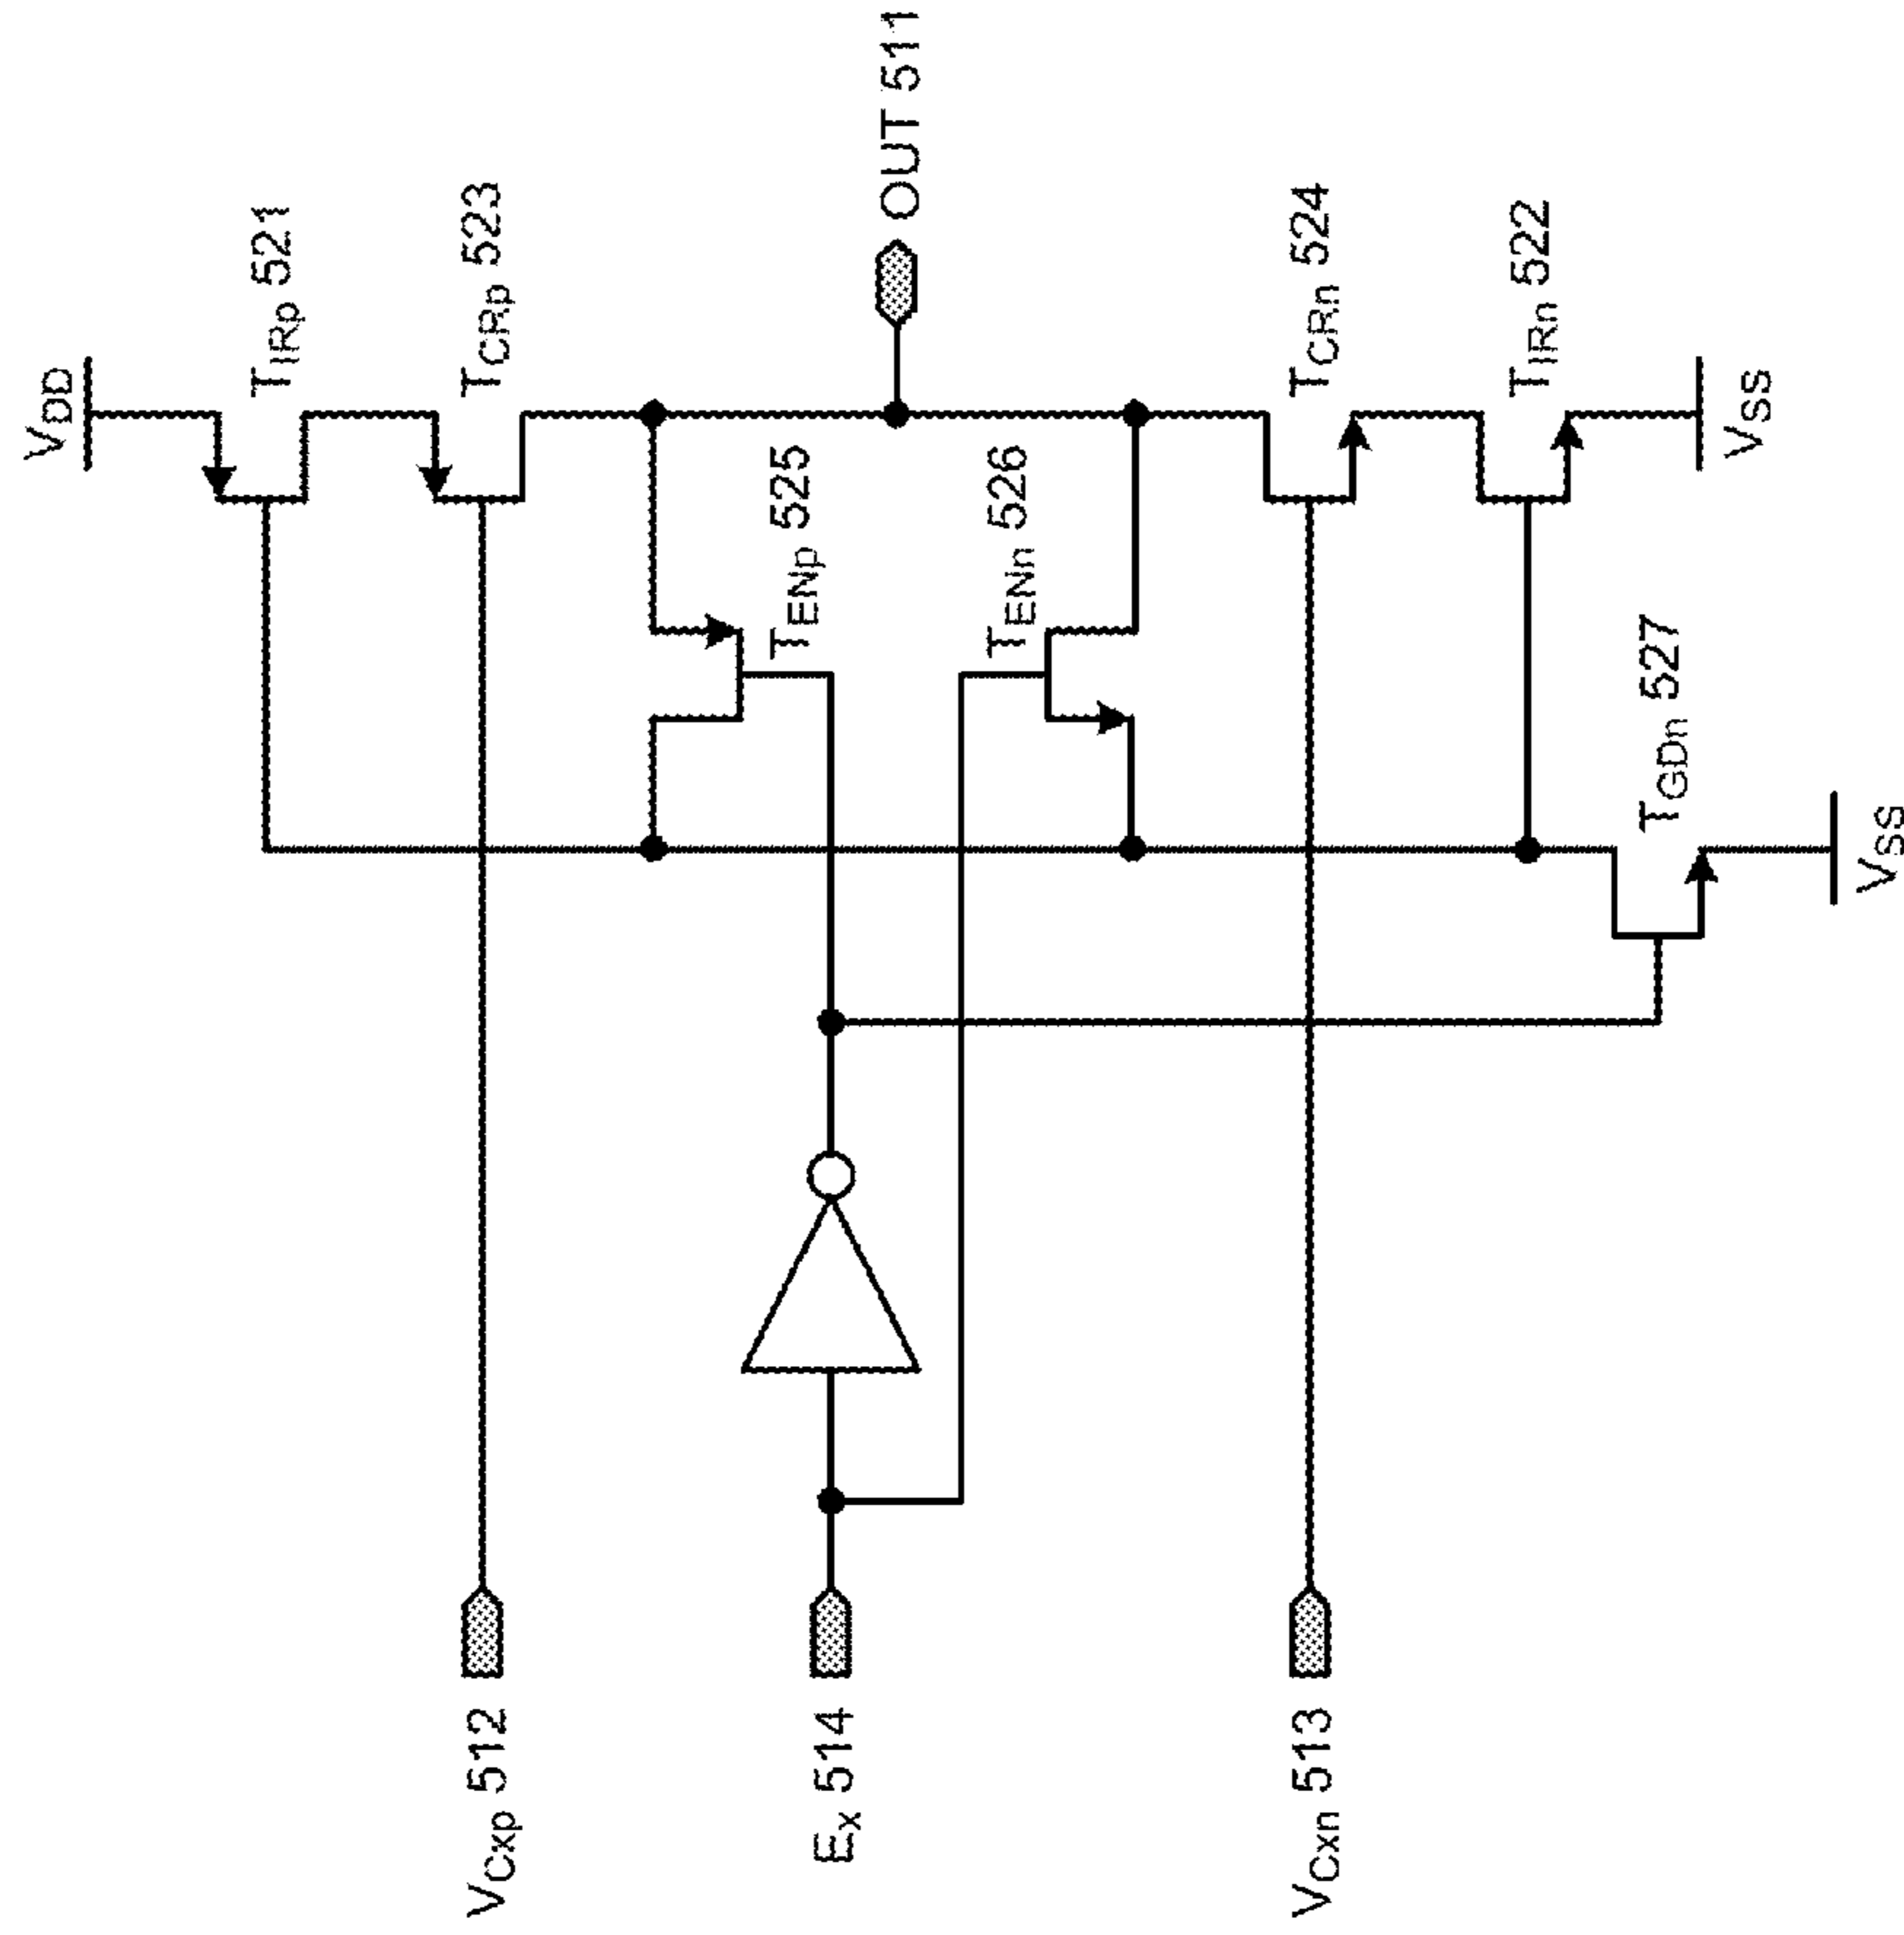 VDD
TIRp 521
TCRp 523
OUT 511
TENp 525
TENn 526
TCRn 524
TIRn 522
TGDn 527
VSS
VSS
VCxp 512
Ex 514
VCxn 513